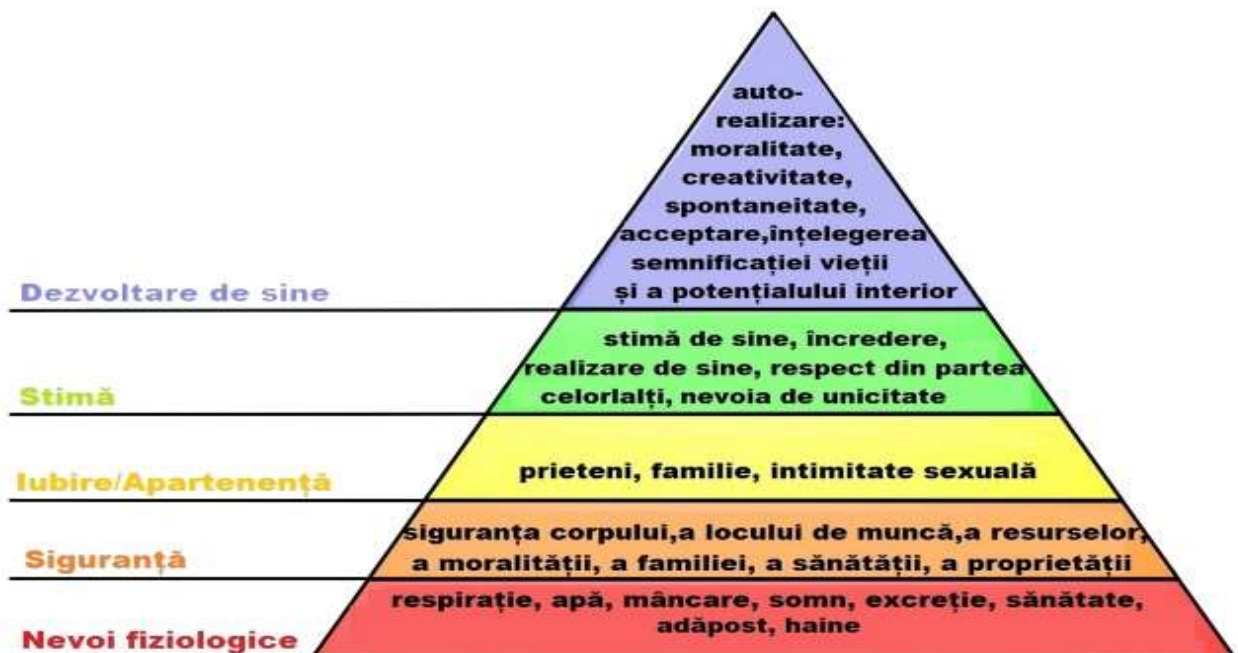 auto-
realizare:
moralitate,
creativitate,
spontaneitate,
acceptare,înțelegerea
semnificației vieții
și a potențialului interior
Dezvoltare de sine
stimă de sine, încredere,
realizare de sine, respect din partea
celorlalți, nevoia de unicitate
Stimă
prieteni, familie, intimitate sexuală
Iubire/Apartenență
siguranța corpului,a locului de muncă,a resurselor,
a moralității, a familiei, a sănătății, a proprietății
Siguranță
respirație, apă, mâncare, somn, excreție, sănătate,
adăpost, haine
Nevoi fiziologice